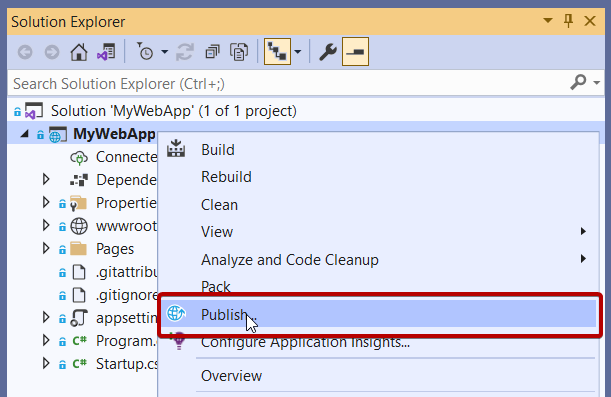 Solution Explorer
Search Solution Explorer (Ctrl+;)
Solution 'MyWebApp' (1 of 1 project)
MyWebApp
Connecte
Depende
Propertie
wwwroot
Pages
.gitattribu
.gitignore
appsettin
C# Program.
C# Startup.cs
Build
Rebuild
Clean
View
Analyze and Code Cleanup
Pack
Publish...
Configure Application Insights...
Overview